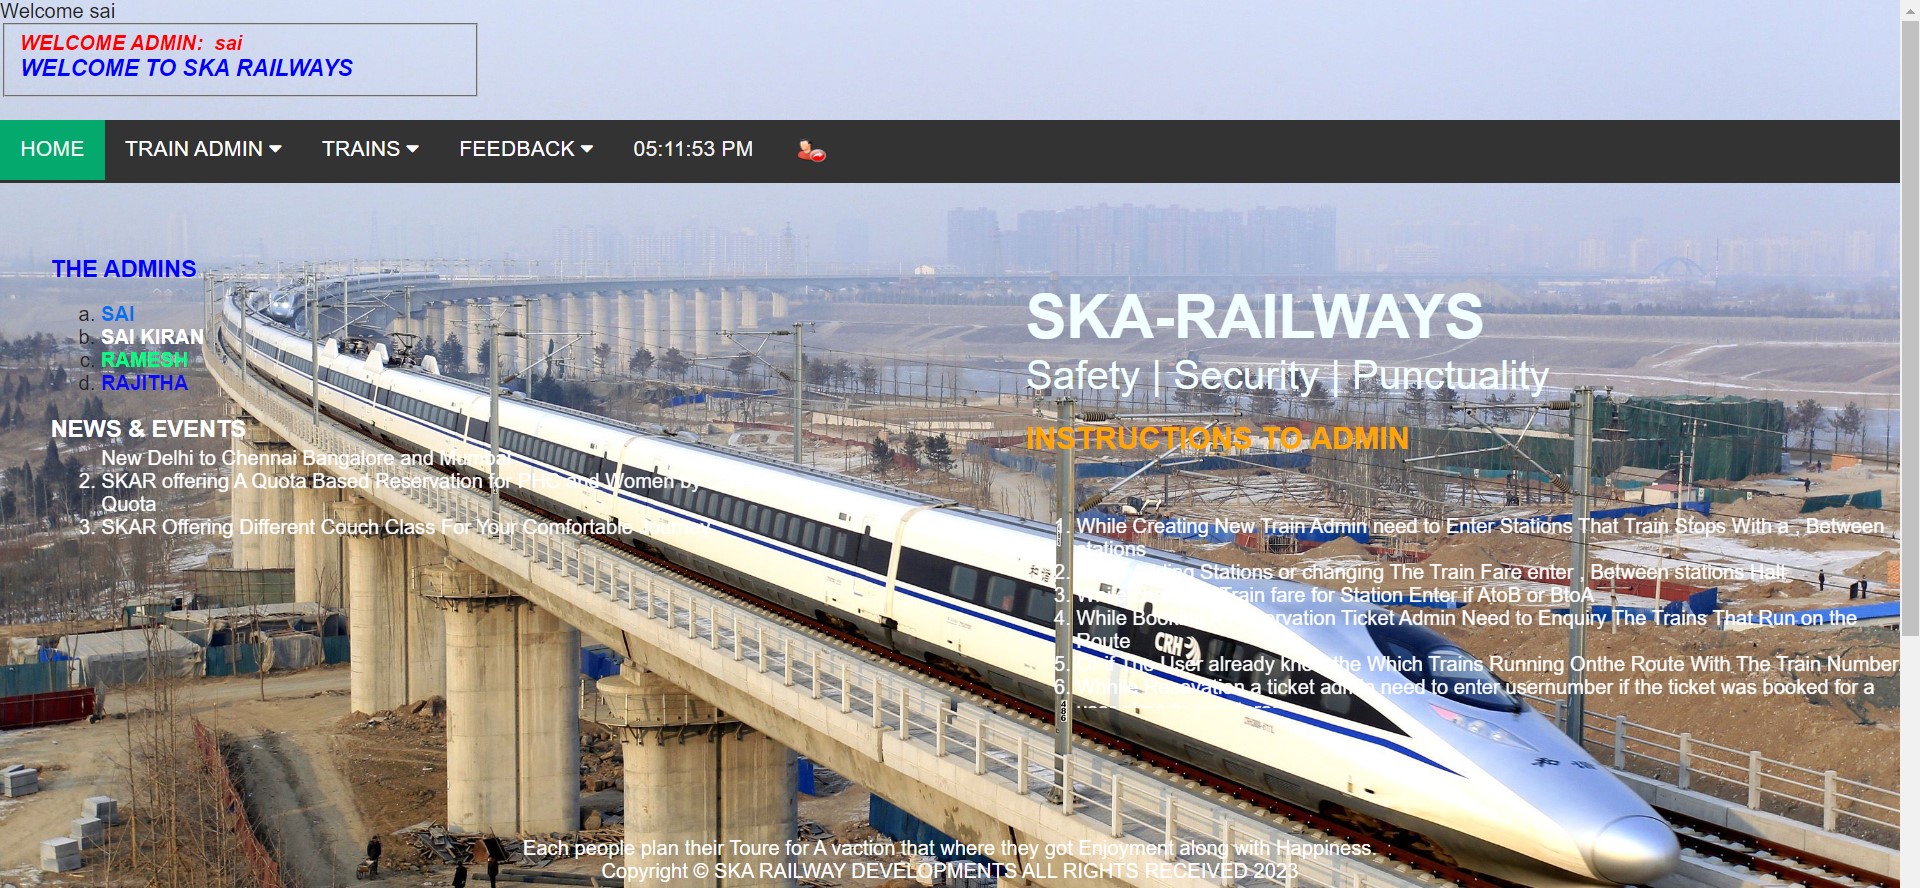 Welcome sai
WELCOME ADMIN: sai
WELCOME TO SKA RAILWAYS
HOME
TRAIN ADMIN
TRAINS
FEEDBACK
05:11:53 PM
THE ADMINS
a. SAI
b. SAI KIRAN
c. RAMESH
d. RAJITHA
NEWS & EVENTS
New Delhi to Chennai Bangalore and Mumbai
2. SKAR offering A Quota Based Reservation for PHC and Women by
Quota
3. SKAR Offering Different Couch Class For Your Comfortable Journey
SKA-RAILWAYS
Safety | Security | Punctuality
INSTRUCTIONS TO ADMIN
1. While Creating New Train Admin need to Enter Stations That Train Stops With a , Between
stations
2. Stations or changing The Train Fare enter , Between stations Halt
3. While Train fare for Station Enter if AtoB or BtoA
4. While Ticket Admin Need to Enquiry The Trains That Run on the
Route
5. if The User already know the Which Trains Running Onthe Route With The Train Number
6. a ticket admin need to enter usernumber if the ticket was booked for a
CRH
486
Each people plan their Toure for A vaction that where they got Enjoyment along with Happiness.
Copyright © SKA RAILWAY DEVELOPMENTS ALL RIGHTS RECEIVED 2023